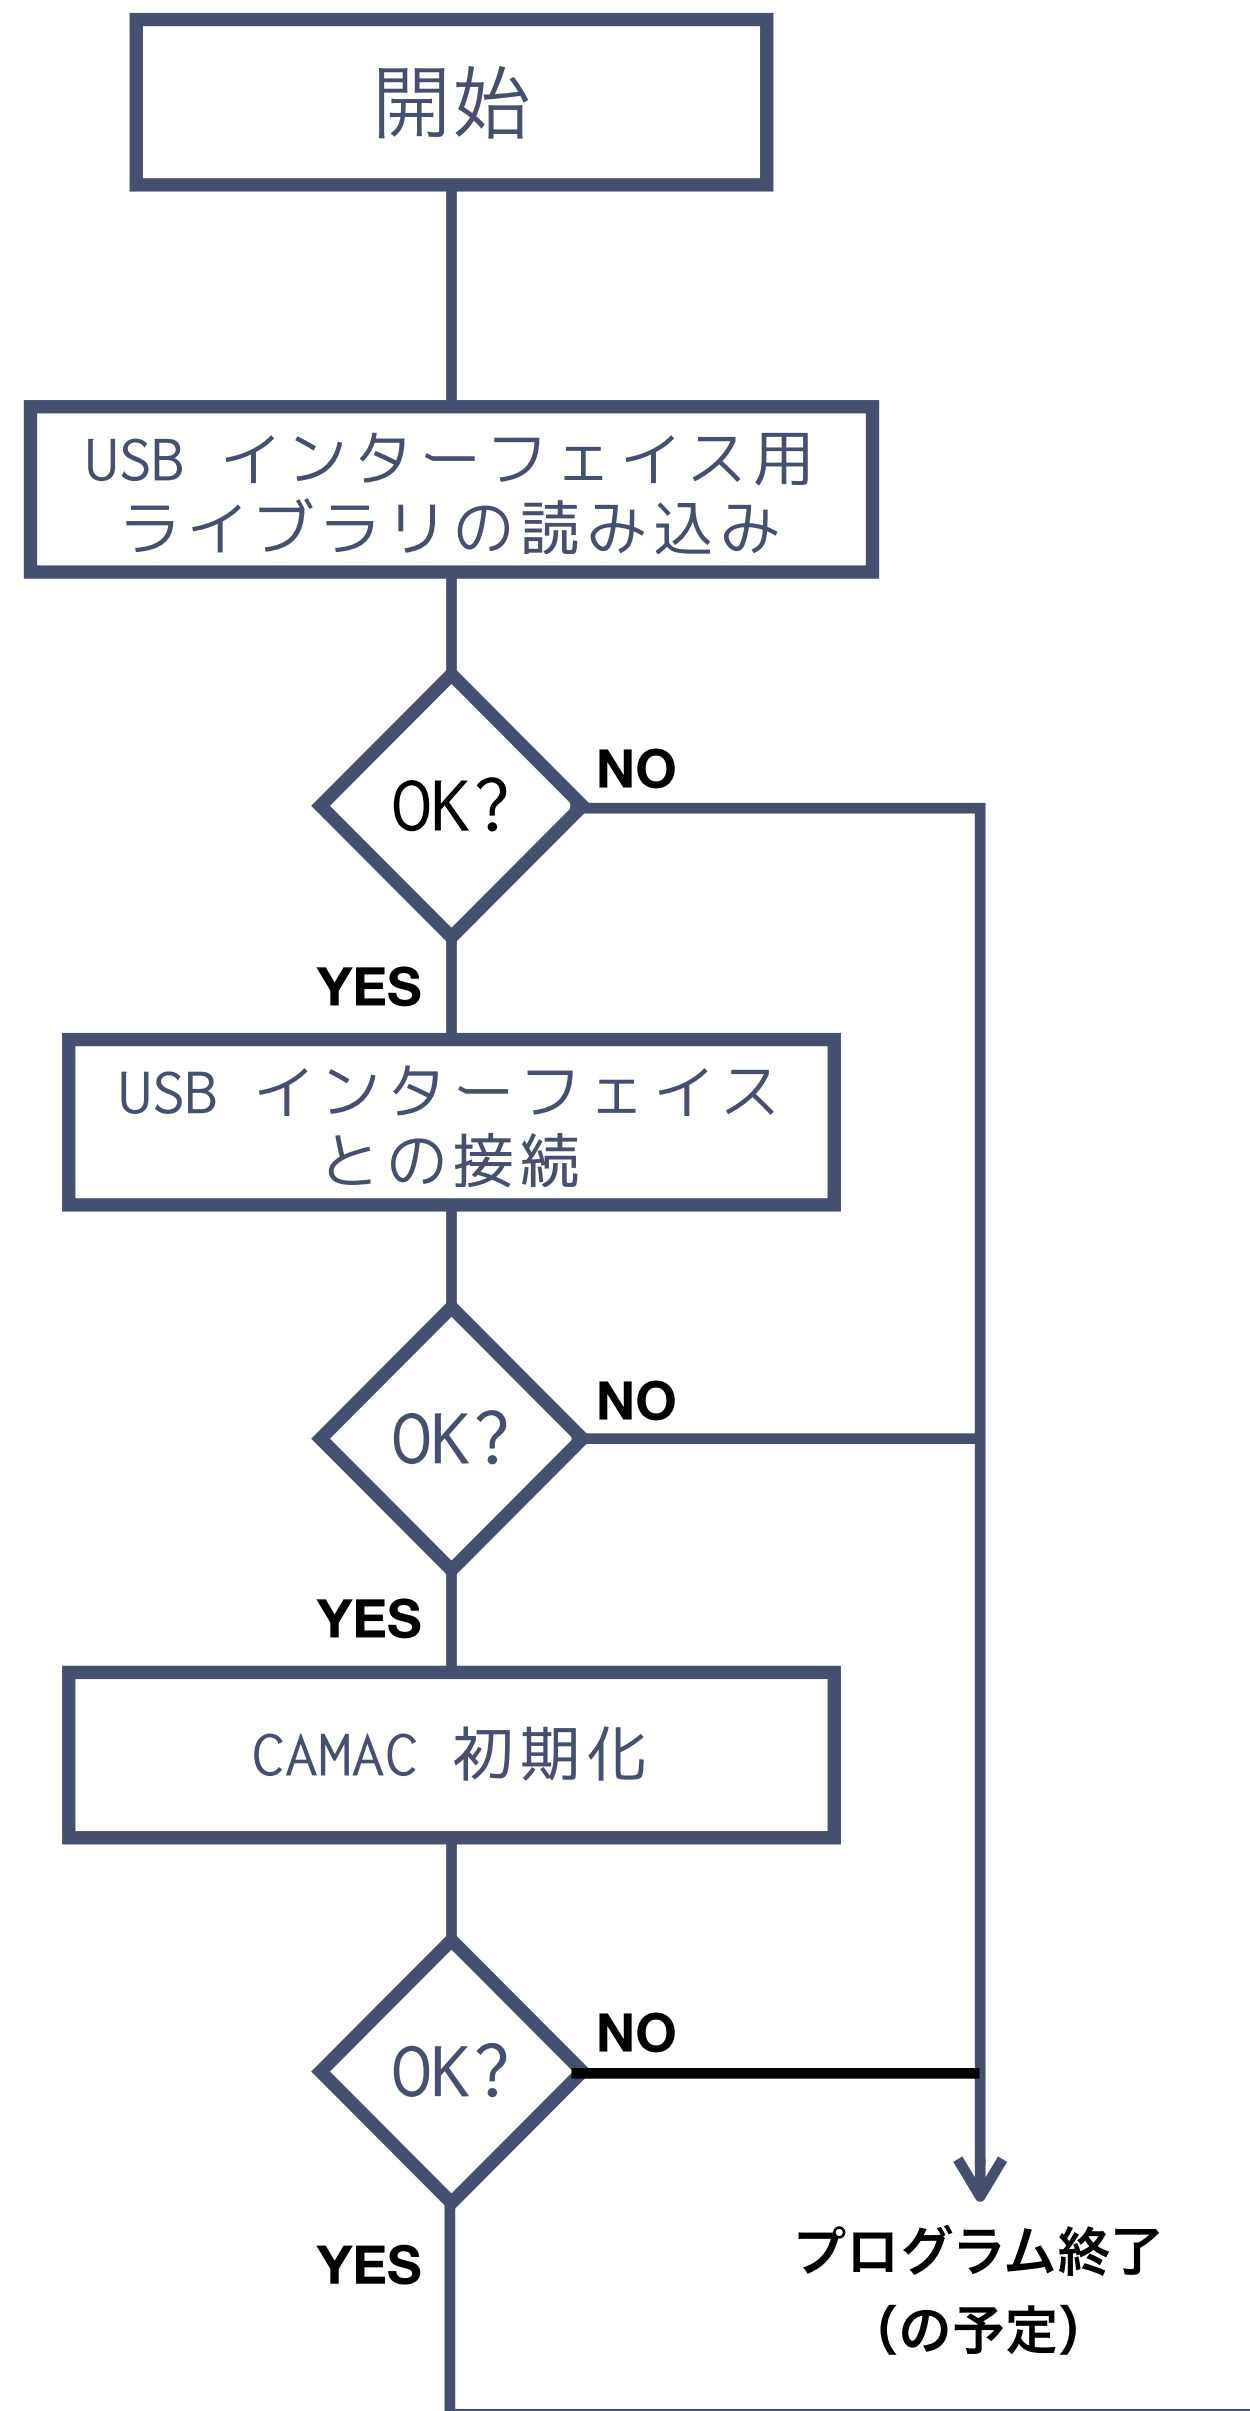 開始
USB インターフェイス用
ライブラリの読み込み
OK?
NO
YES
USB インターフェイス
との接続
OK?
NO
YES
CAMAC 初期化
OK?
NO
YES
プログラム終了
（の予定）